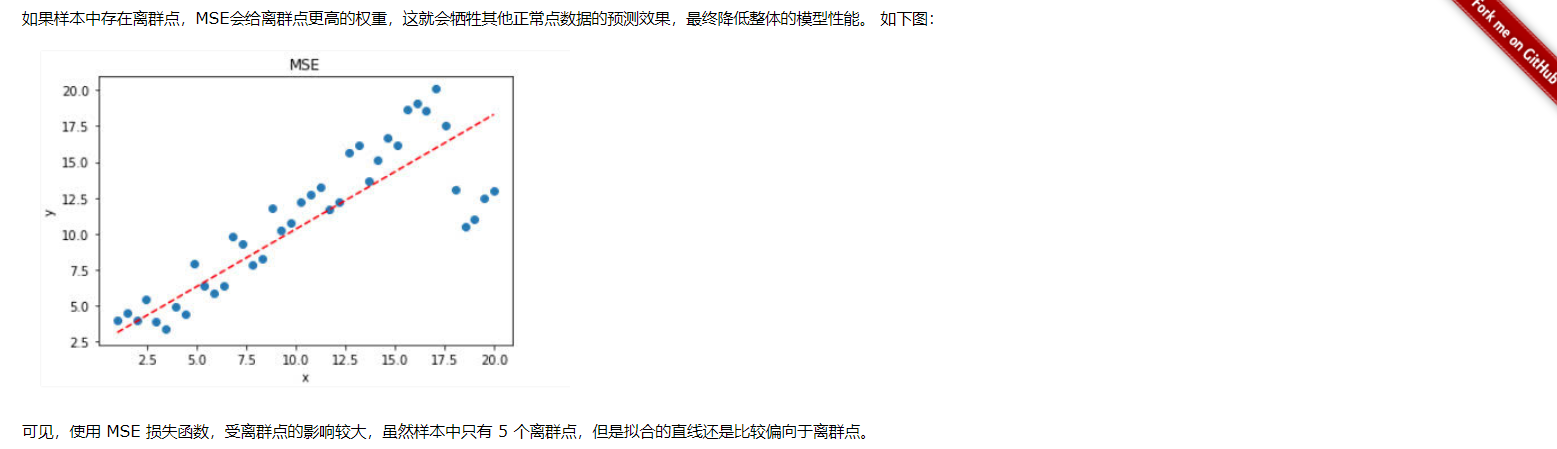 如果样本中存在离群点，MSE会给离群点更高的权重，这就会牺牲其他正常点数据的预测效果，最终降低整体的模型性能。 如下图：
Fork me on GitHub
MSE
20.0
17.5
15.0
12.5
10.0
7.5
5.0
2.5
y
2.5 5.0 7.5 10.0 12.5 15.0 17.5 20.0
x
可见，使用 MSE 损失函数，受离群点的影响较大，虽然样本中只有 5 个离群点，但是拟合的直线还是比较偏向于离群点。